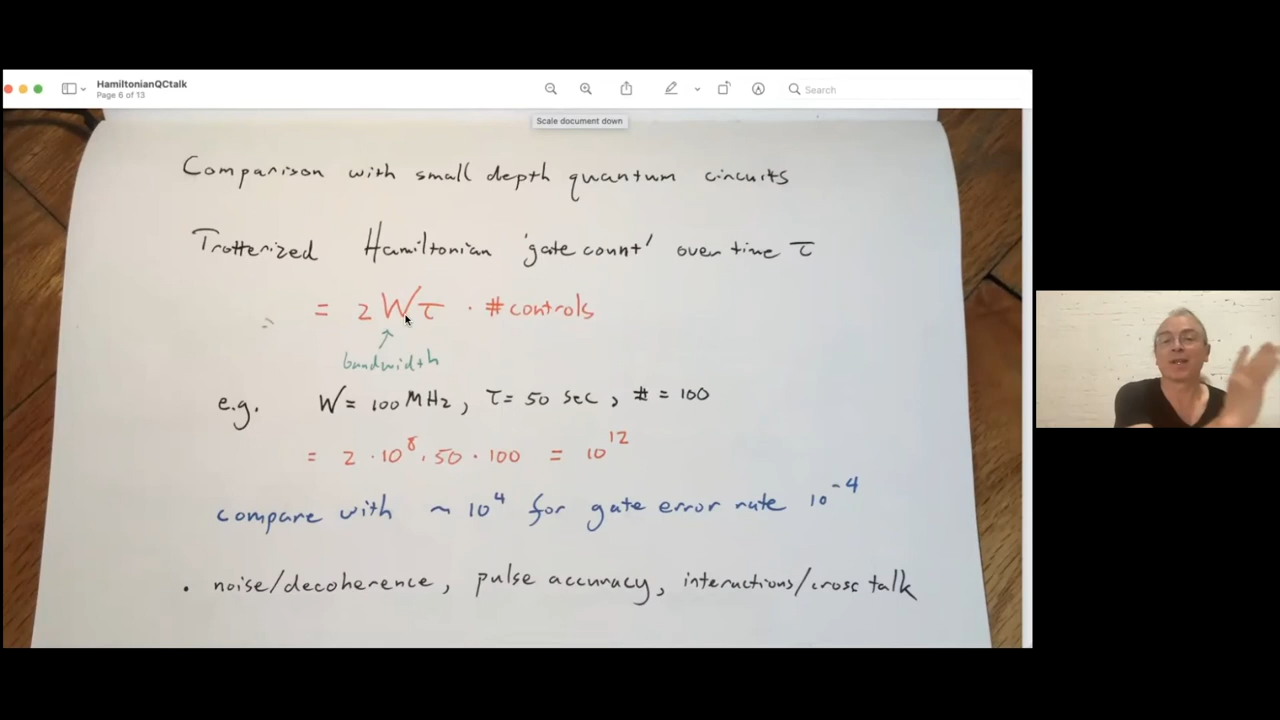 HamiltonianQCtalk
Page 6 of 13
Search
Scale document down
Comparison with small depth quantum circuits
Trotterized Hamiltonian 'gate count' over time τ
= 2Wτ · #controls
↑
bandwidth
e.g. W = 100 MHz, τ = 50 sec, # = 100
= 2 · 10⁸ · 50 · 100 = 10¹²
compare with ~ 10⁴ for gate error rate 10⁻⁴
• noise/decoherence, pulse accuracy, interactions/cross talk